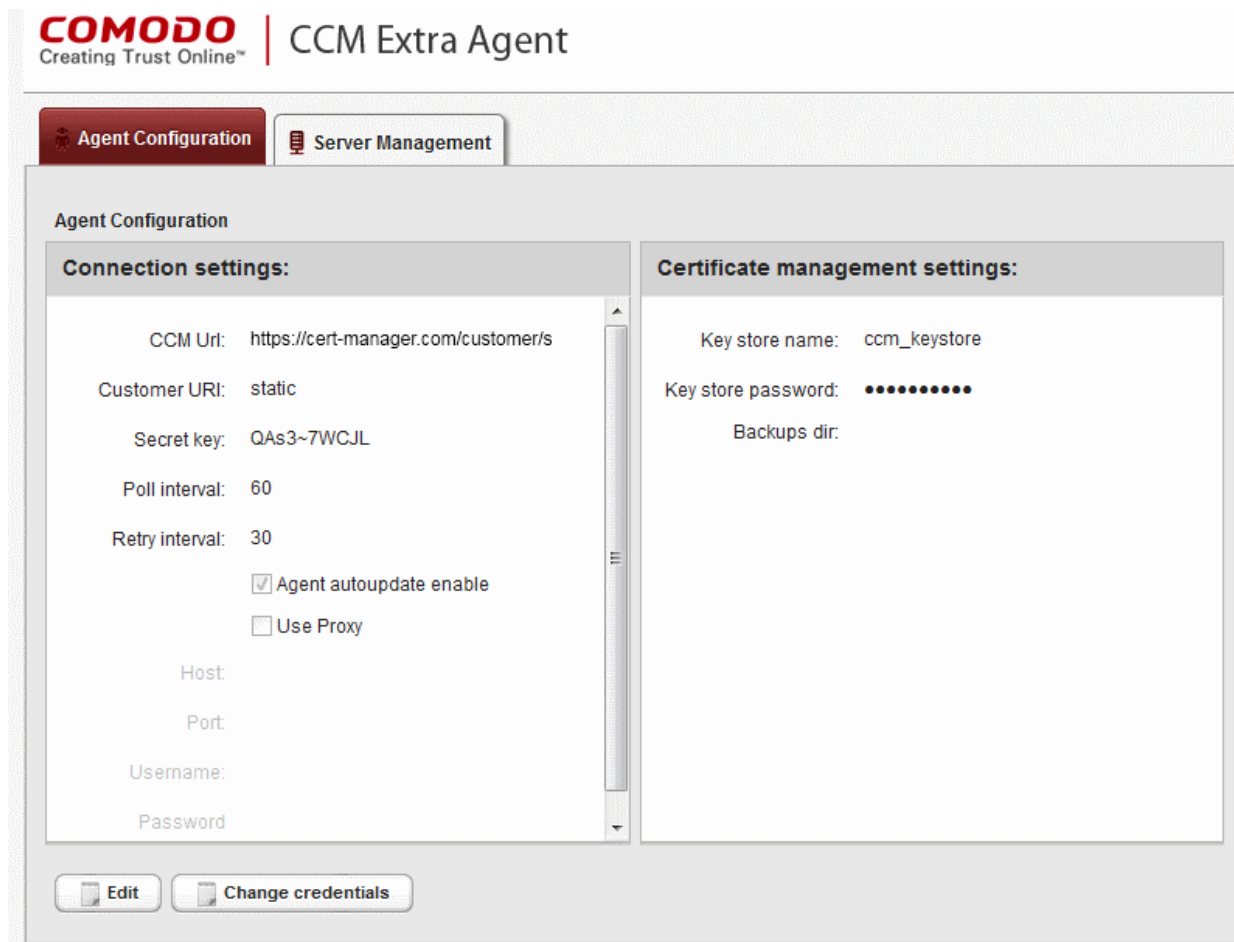 COMODO
Creating Trust Online™
CCM Extra Agent
Agent Configuration
Server Management
Agent Configuration
Connection settings:
CCM Url: https://cert-manager.com/customer/s
Customer URI: static
Secret key: QAs3~7WCJL
Poll interval: 60
Retry interval: 30
Agent autoupdate enable
Use Proxy
Host:
Port:
Username:
Password
Certificate management settings:
Key store name: ccm_keystore
Key store password: ••••••••••
Backups dir:
Edit
Change credentials